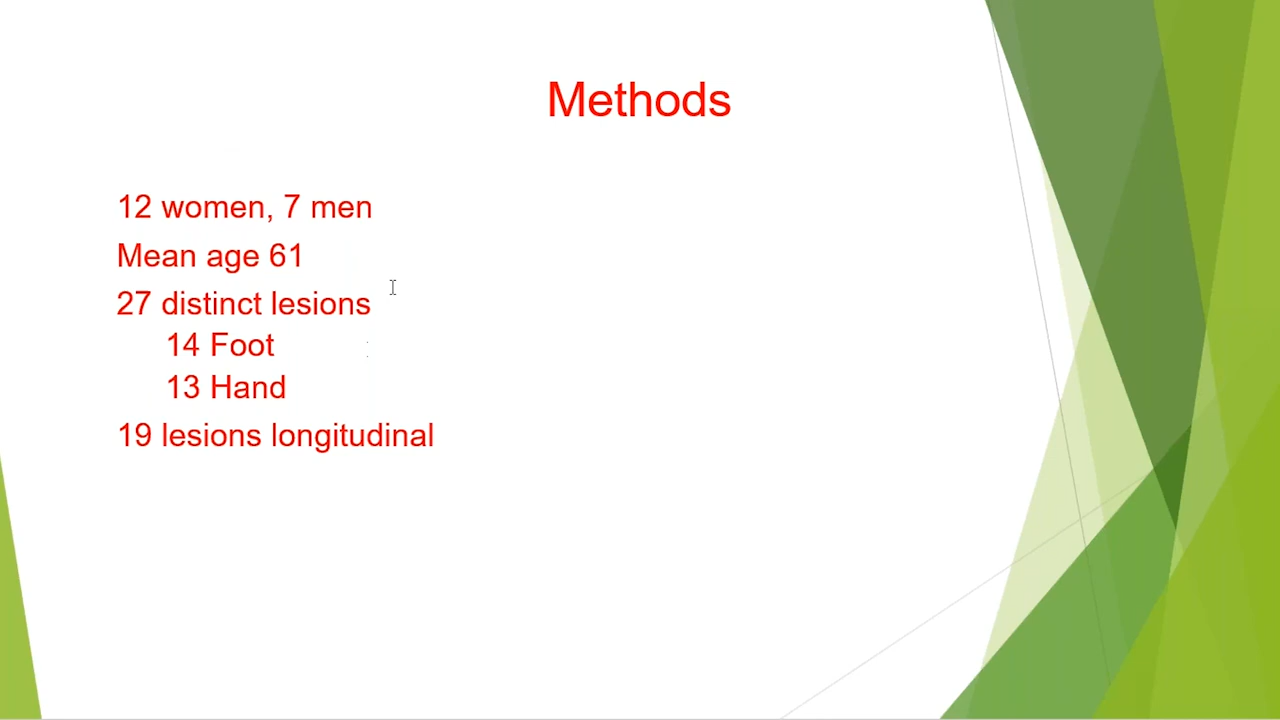 Methods
12 women, 7 men
Mean age 61
27 distinct lesions
14 Foot
13 Hand
19 lesions longitudinal